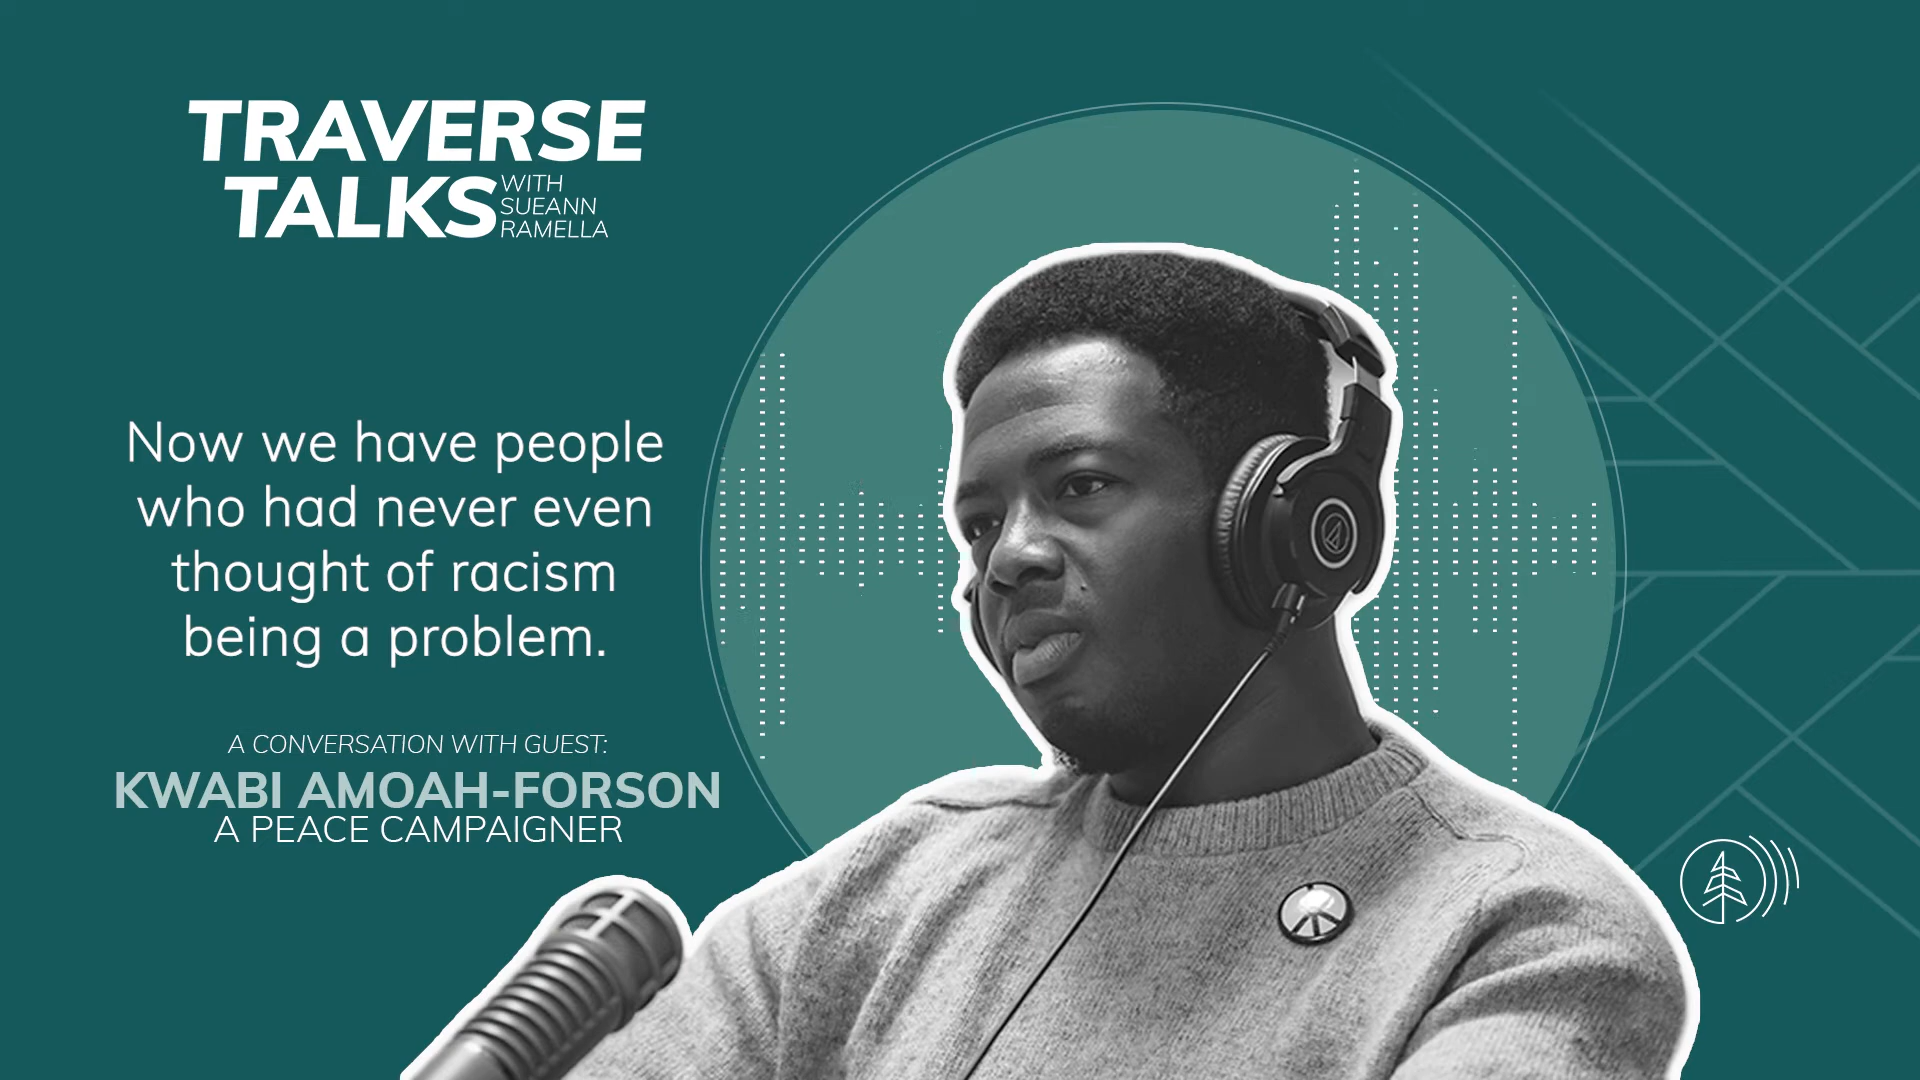 TRAVERSE
TALKS
WITH
SUEANN
RAMELLA
Now we have people
who had never even
thought of racism
being a problem.
A CONVERSATION WITH GUEST:
KWABI AMOAH-FORSON
A PEACE CAMPAIGNER